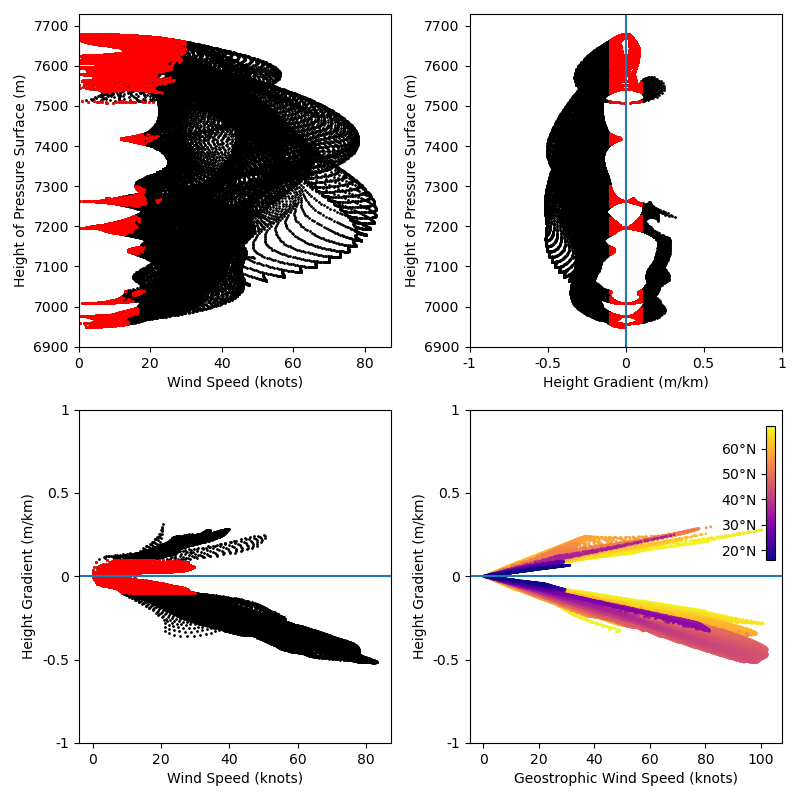 7700
7600
7500
7400
7300
7200
7100
7000
6900
Height of Pressure Surface (m)
0 20 40 60 80
Wind Speed (knots)
7700
7600
7500
7400
7300
7200
7100
7000
6900
Height of Pressure Surface (m)
-1 -0.5 0 0.5 1
Height Gradient (m/km)
1
0.5
0
-0.5
-1
Height Gradient (m/km)
0 20 40 60 80
Wind Speed (knots)
1
0.5
0
-0.5
-1
Height Gradient (m/km)
60°N
50°N
40°N
30°N
20°N
0 20 40 60 80 100
Geostrophic Wind Speed (knots)